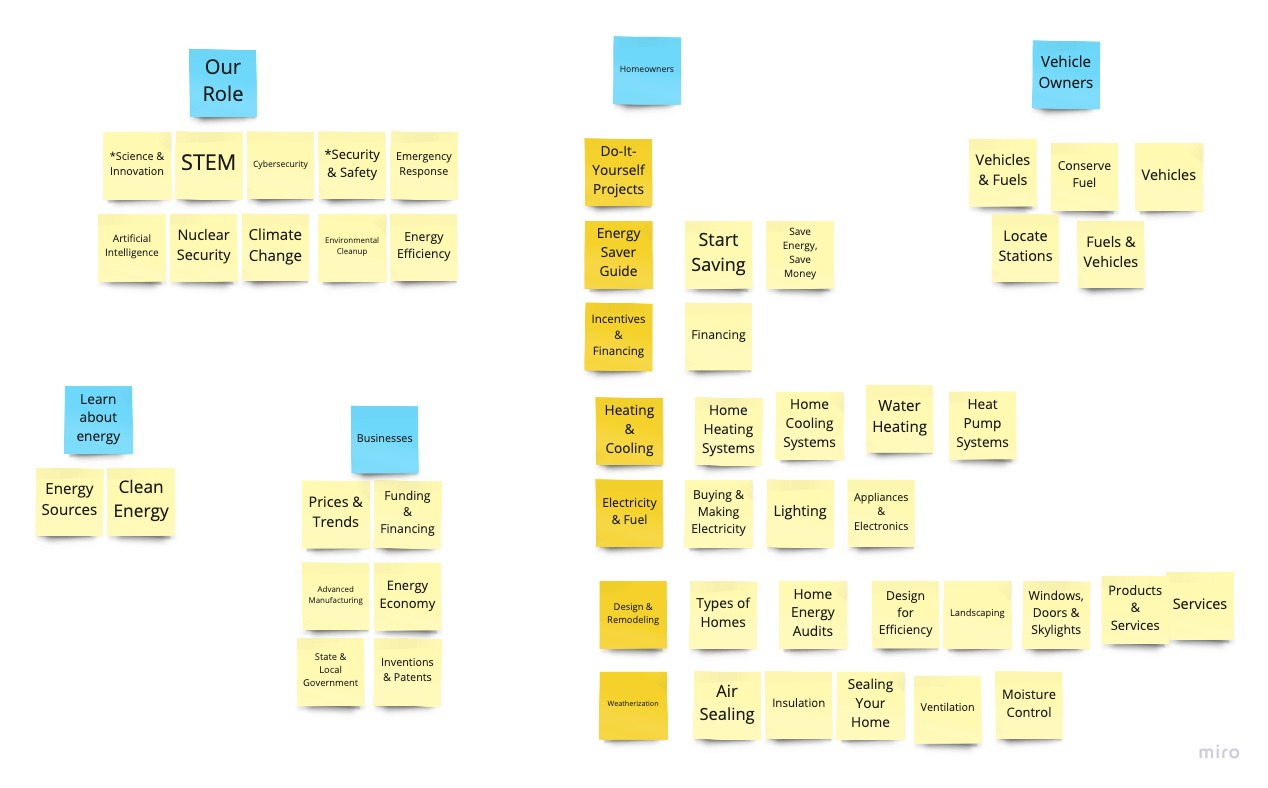 Our
Role
*Science &
Innovation
STEM
Cybersecurity
*Security
& Safety
Emergency
Response
Artificial
Intelligence
Nuclear
Security
Climate
Change
Environmental
Cleanup
Energy
Efficiency
Learn
about
energy
Energy
Sources
Clean
Energy
Businesses
Prices &
Trends
Funding
&
Financing
Advanced
Manufacturing
Energy
Economy
State &
Local
Government
Inventions
& Patents
Homeowners
Do-It-
Yourself
Projects
Energy
Saver
Guide
Start
Saving
Save
Energy,
Save
Money
Incentives
&
Financing
Financing
Heating
&
Cooling
Home
Heating
Systems
Home
Cooling
Systems
Water
Heating
Heat
Pump
Systems
Electricity
& Fuel
Buying &
Making
Electricity
Lighting
Appliances
&
Electronics
Design &
Remodeling
Types of
Homes
Home
Energy
Audits
Design
for
Efficiency
Landscaping
Windows,
Doors &
Skylights
Products
&
Services
Services
Weatherization
Air
Sealing
Insulation
Sealing
Your
Home
Ventilation
Moisture
Control
Vehicle
Owners
Vehicles
& Fuels
Conserve
Fuel
Vehicles
Locate
Stations
Fuels &
Vehicles
miro